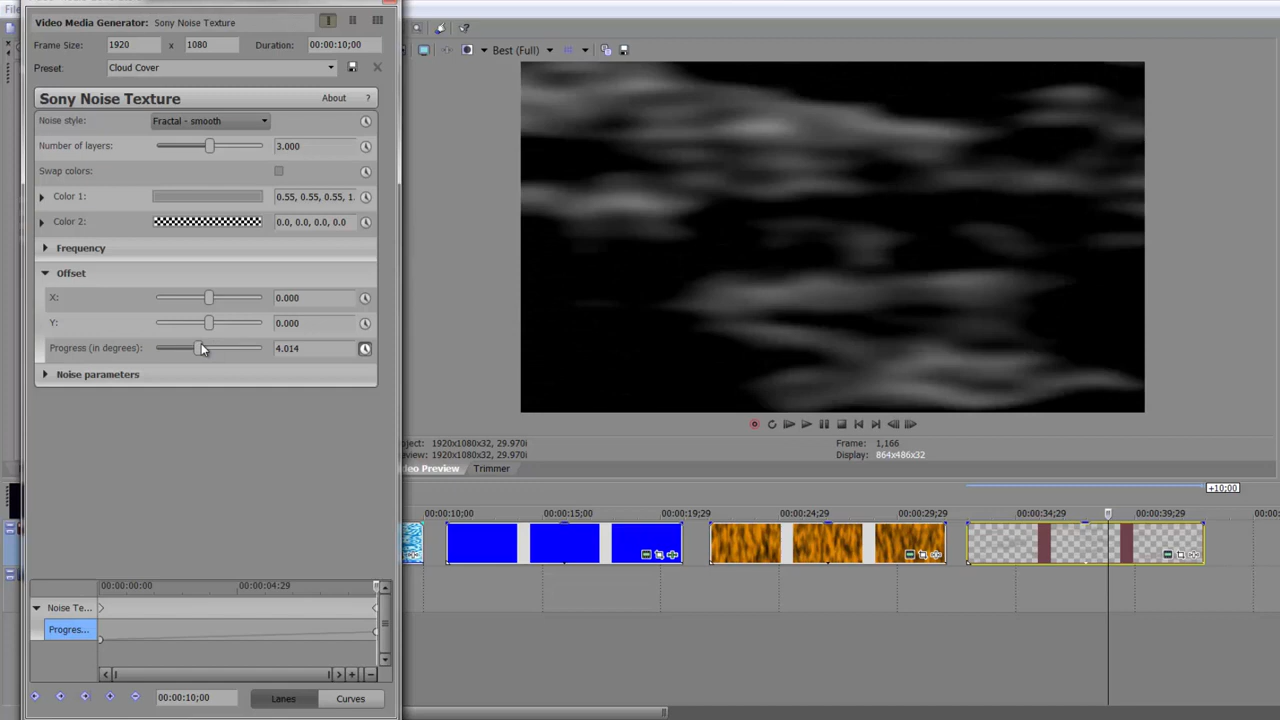 Video Media Generator: Sony Noise Texture
Frame Size: 1920 x 1080 Duration: 00:00:10;00
Preset: Cloud Cover
Best (Full)
Sony Noise Texture About ?
Noise style: Fractal - smooth
Number of layers: 3.000
Swap colors:
Color 1: 0.55, 0.55, 0.55, 1.
Color 2: 0.0, 0.0, 0.0, 0.0
Frequency
Offset
X: 0.000
Y: 0.000
Progress (in degrees): 4.014
Noise parameters
oject: 1920x1080x32, 29.970i Frame: 1,166
eview: 1920x1080x32, 29.970i Display: 864x486x32
ideo Preview Trimmer
+10;00
00:00:10;00 00:00:15;00 00:00:19;29 00:00:24;29 00:00:29;29 00:00:34;29 00:00:39;29 00:0
00:00:00;00 00:00:04:29
Noise Te...
Progres...
00:00:10;00 Lanes Curves